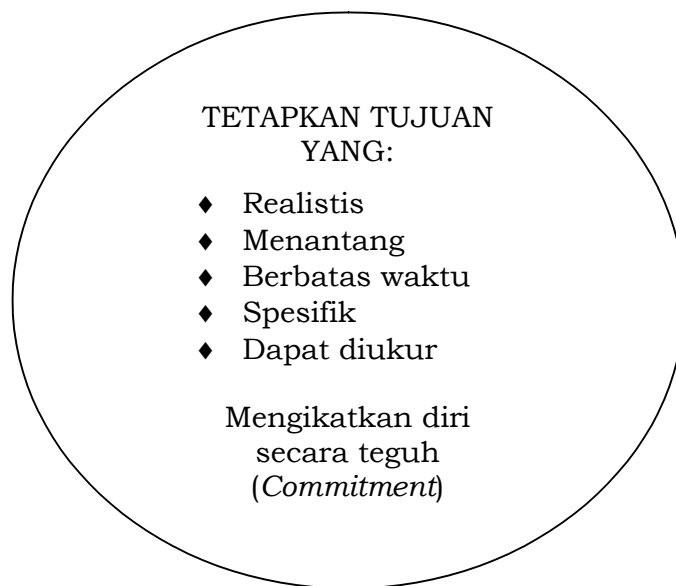 TETAPKAN TUJUAN
YANG:
♦ Realistis
♦ Menantang
♦ Berbatas waktu
♦ Spesifik
♦ Dapat diukur
Mengikatkan diri
secara teguh
(Commitment)